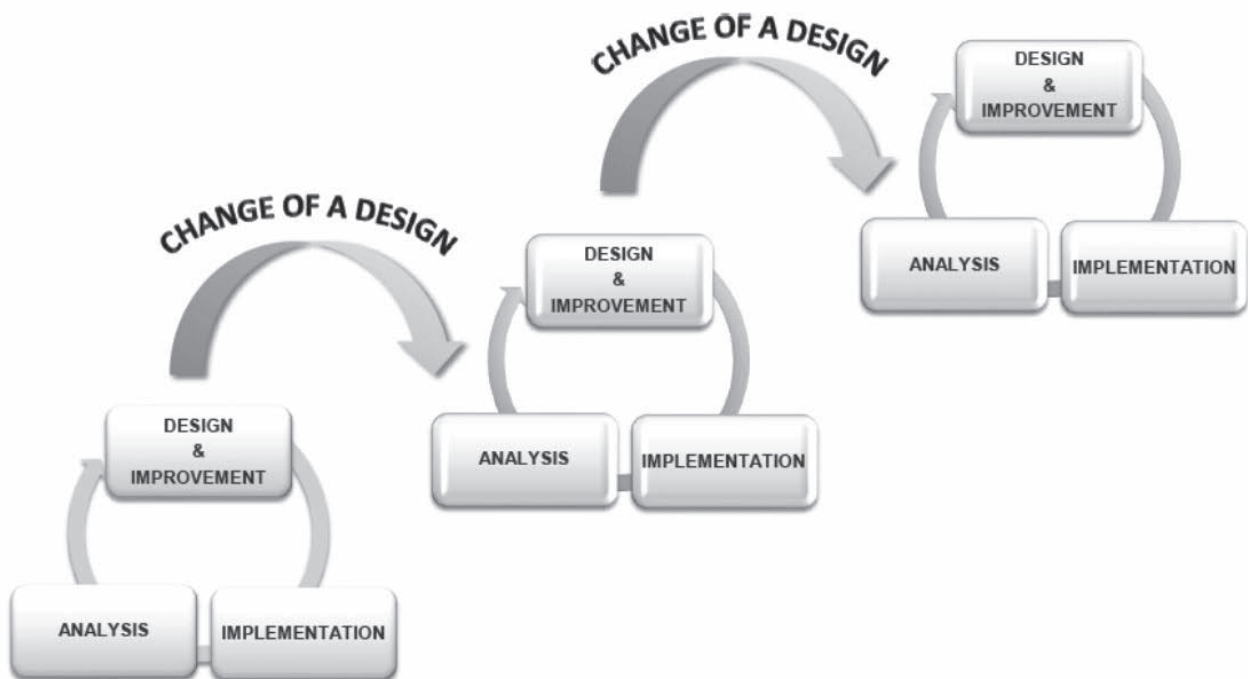 CHANGE OF A DESIGN
DESIGN
&
IMPROVEMENT
ANALYSIS
IMPLEMENTATION
CHANGE OF A DESIGN
DESIGN
&
IMPROVEMENT
ANALYSIS
IMPLEMENTATION
DESIGN
&
IMPROVEMENT
ANALYSIS
IMPLEMENTATION